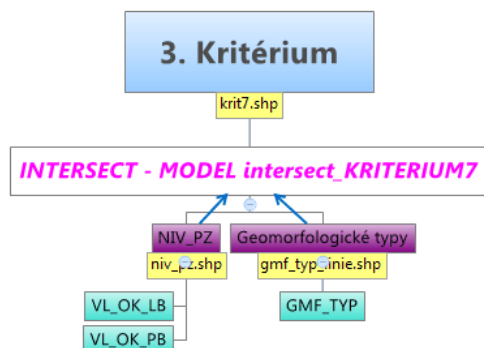 3. Kritérium
krit7.shp
INTERSECT - MODEL intersect_KRITERIUM7
NIV_PZ
Geomorfologické typy
niv_pz.shp
gmf_typ_linie.shp
VL_OK_LB
GMF_TYP
VL_OK_PB